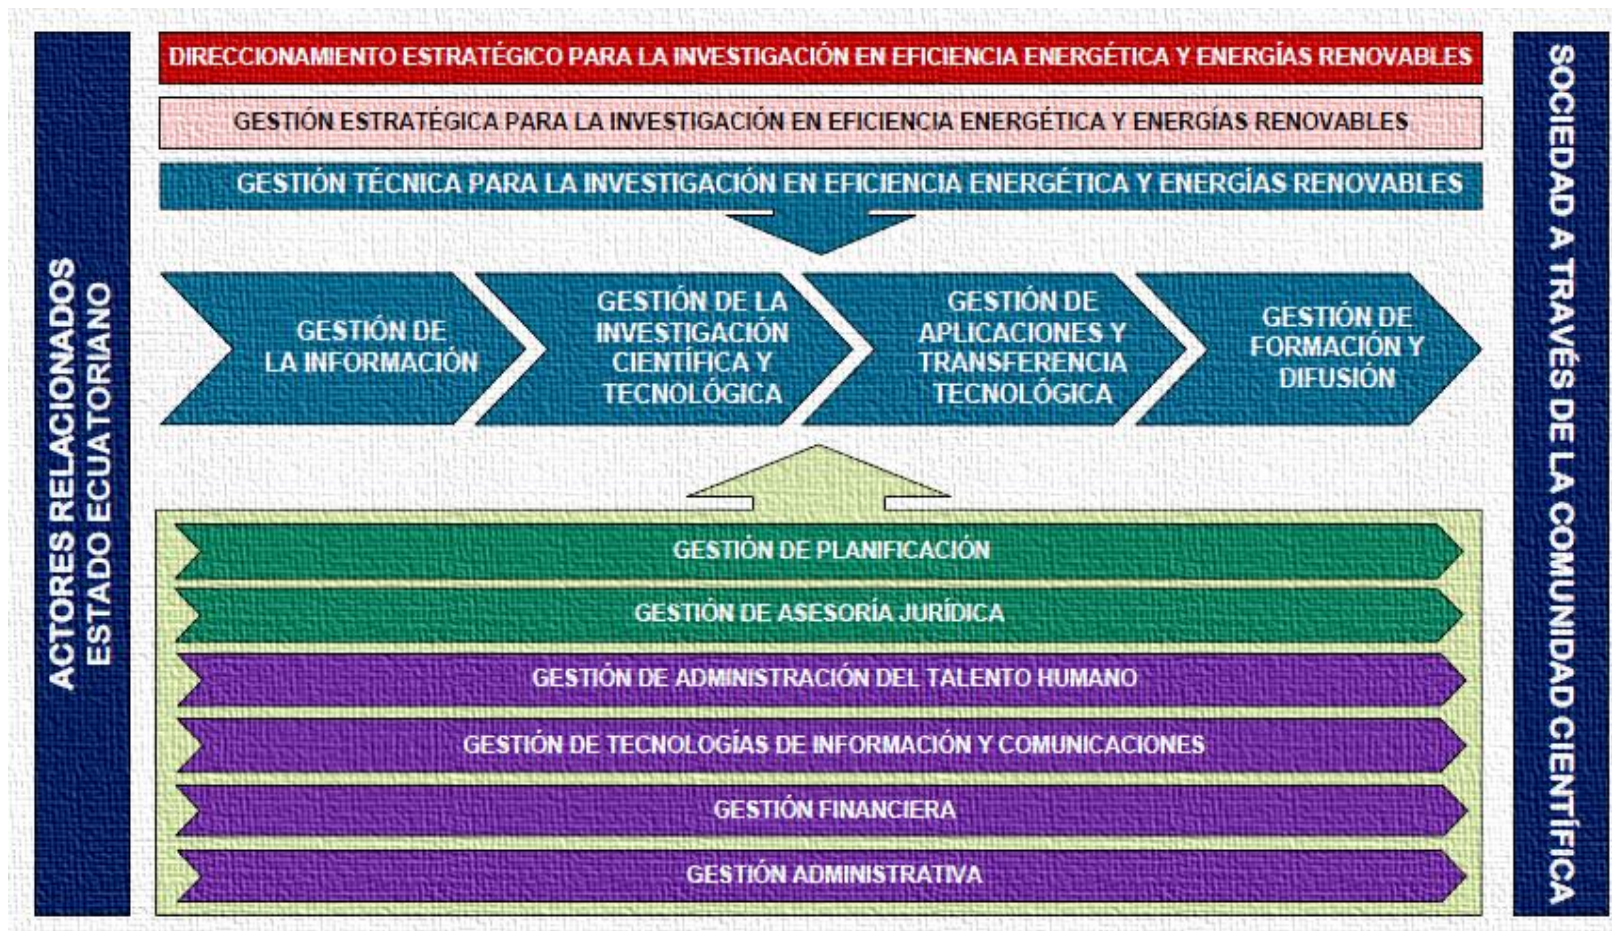 ACTORES RELACIONADOS
ESTADO ECUATORIANO
DIRECCIONAMIENTO ESTRATÉGICO PARA LA INVESTIGACIÓN EN EFICIENCIA ENERGÉTICA Y ENERGÍAS RENOVABLES
GESTIÓN ESTRATÉGICA PARA LA INVESTIGACIÓN EN EFICIENCIA ENERGÉTICA Y ENERGÍAS RENOVABLES
GESTIÓN TÉCNICA PARA LA INVESTIGACIÓN EN EFICIENCIA ENERGÉTICA Y ENERGÍAS RENOVABLES
GESTIÓN DE
LA INFORMACIÓN
GESTIÓN DE LA
INVESTIGACIÓN
CIENTÍFICA Y
TECNOLÓGICA
GESTIÓN DE
APLICACIONES Y
TRANSFERENCIA
TECNOLÓGICA
GESTIÓN DE
FORMACIÓN Y
DIFUSIÓN
GESTIÓN DE PLANIFICACIÓN
GESTIÓN DE ASESORÍA JURÍDICA
GESTIÓN DE ADMINISTRACIÓN DEL TALENTO HUMANO
GESTIÓN DE TECNOLOGÍAS DE INFORMACIÓN Y COMUNICACIONES
GESTIÓN FINANCIERA
GESTIÓN ADMINISTRATIVA
SOCIEDAD A TRAVÉS DE LA COMUNIDAD CIENTÍFICA